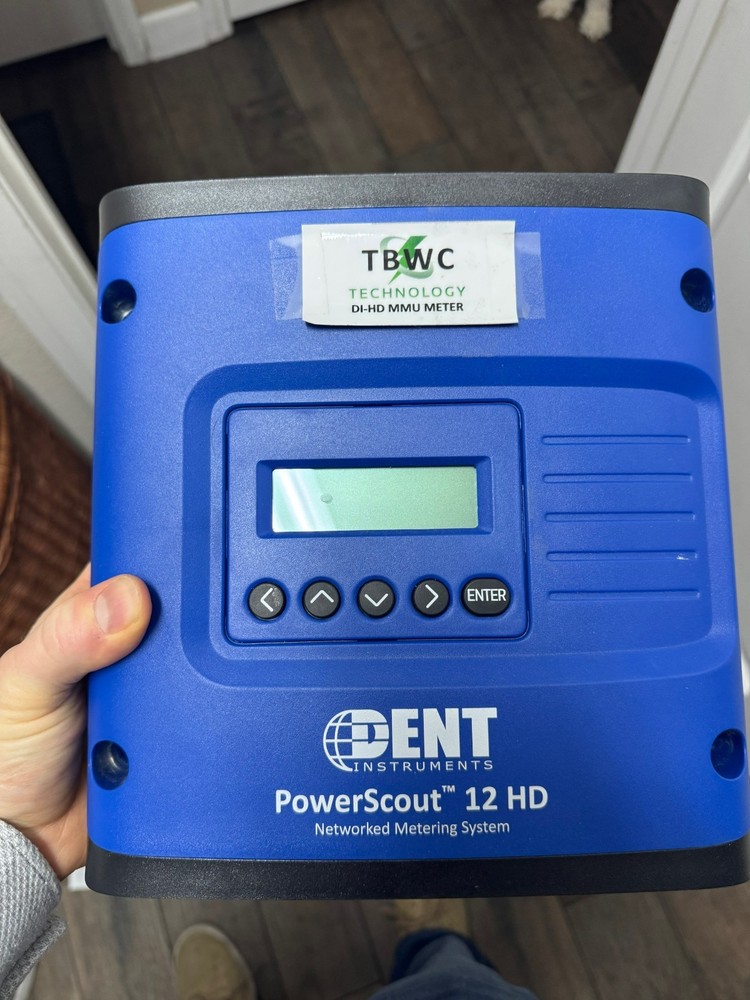 TBWC
TECHNOLOGY
DI-HD MMU METER
ENTER
DENT
INSTRUMENTS
PowerScout™ 12 HD
Networked Metering System